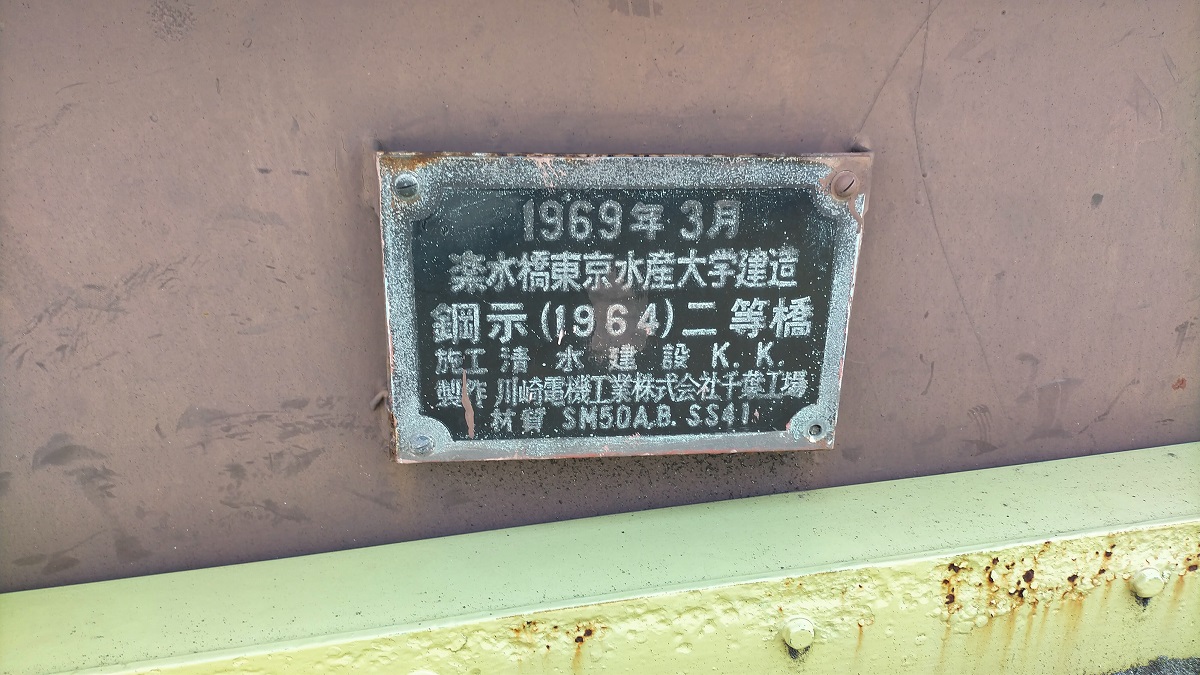 1969年3月
楽水橋東京水産大学建造
鋼示(1964)二等橋
施工 清水建設 K.K.
製作 川崎電機工業株式会社千葉工場
材質 SM50A.B. SS41